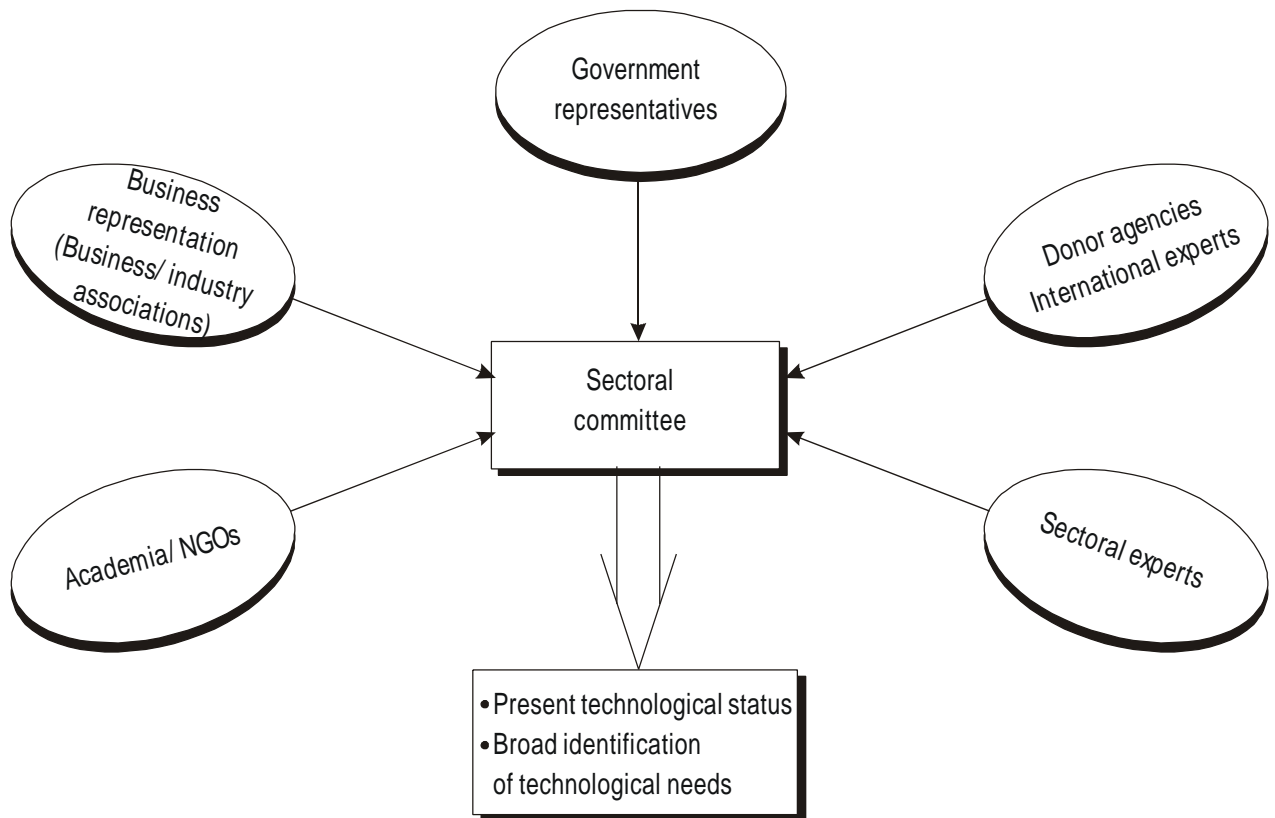 Government
representatives
Business
representation
(Business/ industry
associations)
Donor agencies
International experts
Sectoral
committee
Academia/ NGOs
Sectoral experts
• Present technological status
• Broad identification
of technological needs